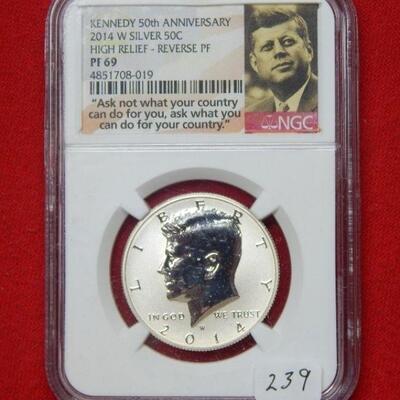 KENNEDY 50th ANNIVERSARY
2014 W SILVER 50C
HIGH RELIEF - REVERSE PF
PF 69
4851708-019
"Ask not what your country
can do for you, ask what you
can do for your country."
NGC
LIBERTY
IN GOD WE TRUST
W
2014
239